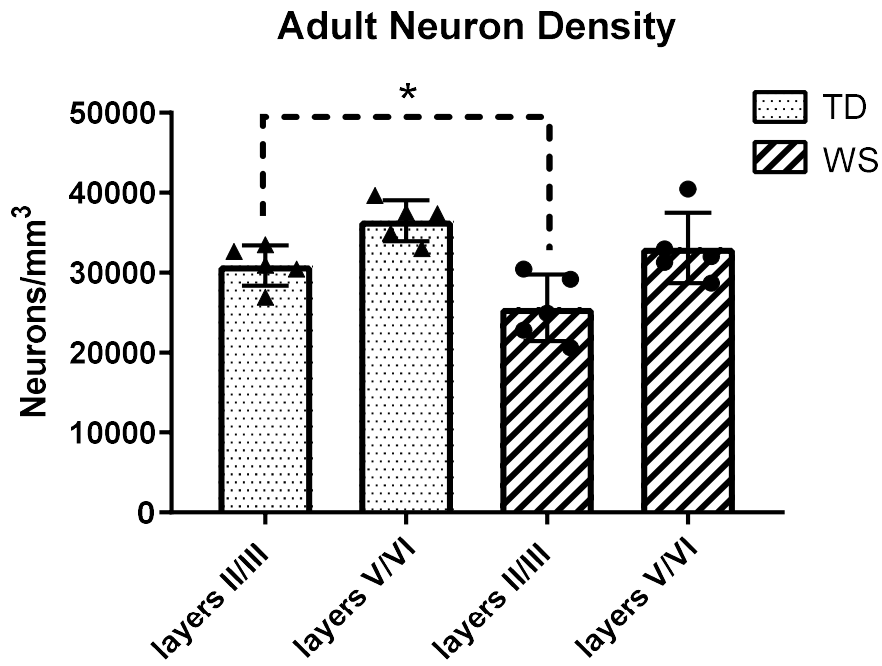 Adult Neuron Density
*
TD
WS
50000
40000
30000
20000
10000
0
Neurons/mm³
layers II/III
layers V/VI
layers II/III
layers V/VI